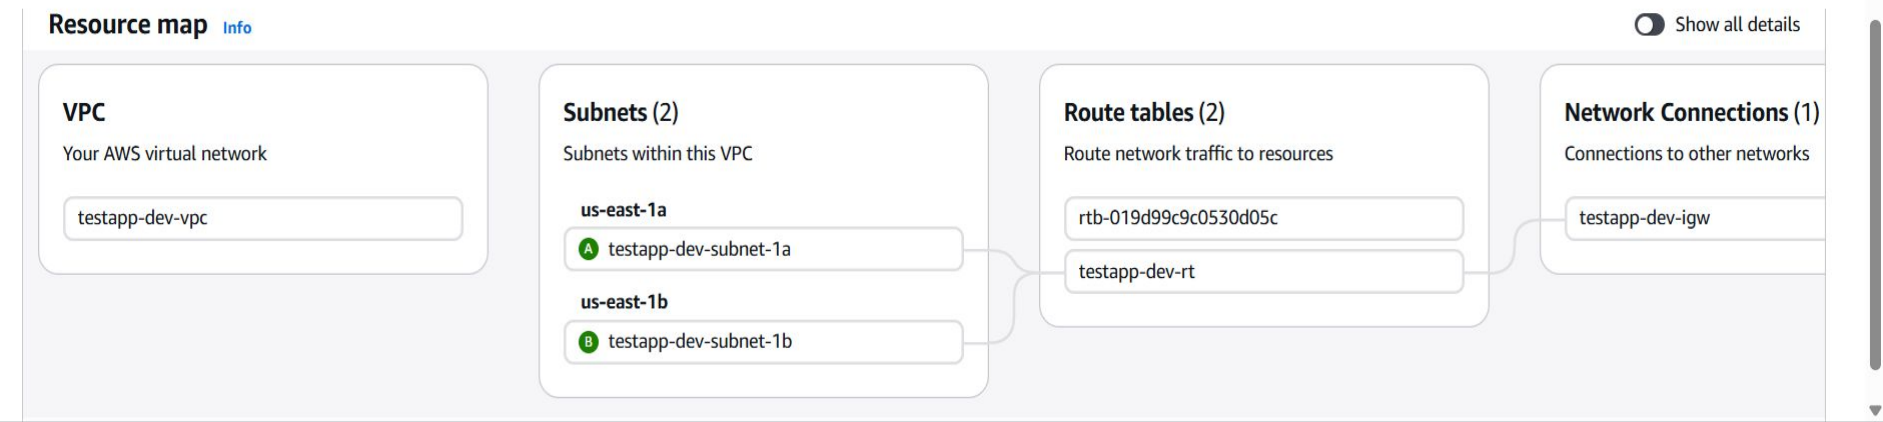 Resource map Info
Show all details
VPC
Your AWS virtual network
testapp-dev-vpc
Subnets (2)
Subnets within this VPC
us-east-1a
A testapp-dev-subnet-1a
us-east-1b
B testapp-dev-subnet-1b
Route tables (2)
Route network traffic to resources
rtb-019d99c9c0530d05c
testapp-dev-rt
Network Connections (1)
Connections to other networks
testapp-dev-igw